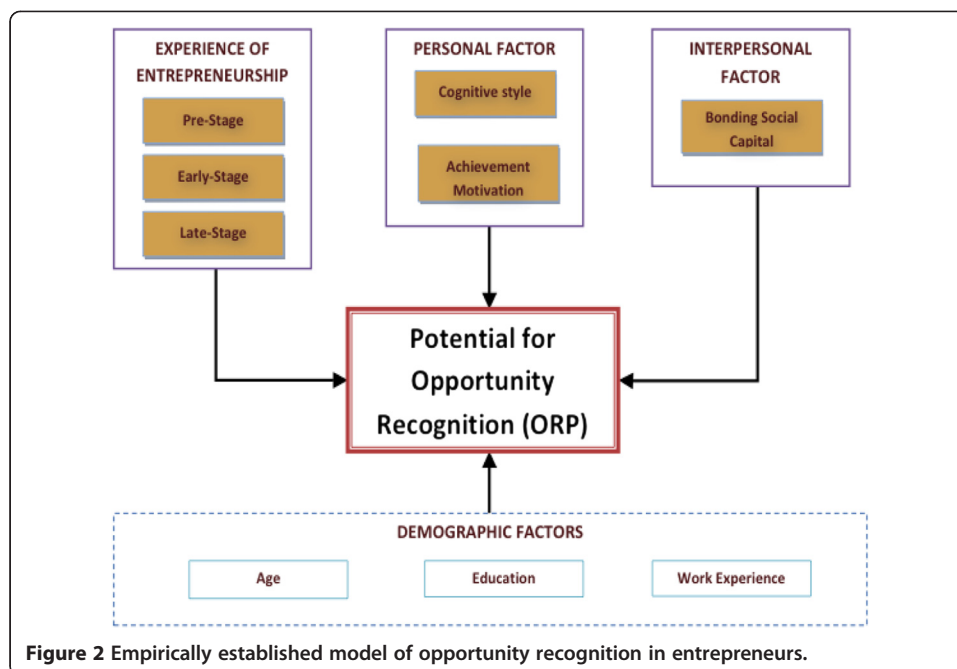 EXPERIENCE OF
ENTREPRENEURSHIP
Pre-Stage
Early-Stage
Late-Stage
PERSONAL FACTOR
Cognitive style
Achievement
Motivation
INTERPERSONAL
FACTOR
Bonding Social
Capital
Potential for
Opportunity
Recognition (ORP)
DEMOGRAPHIC FACTORS
Age
Education
Work Experience
Figure 2 Empirically established model of opportunity recognition in entrepreneurs.